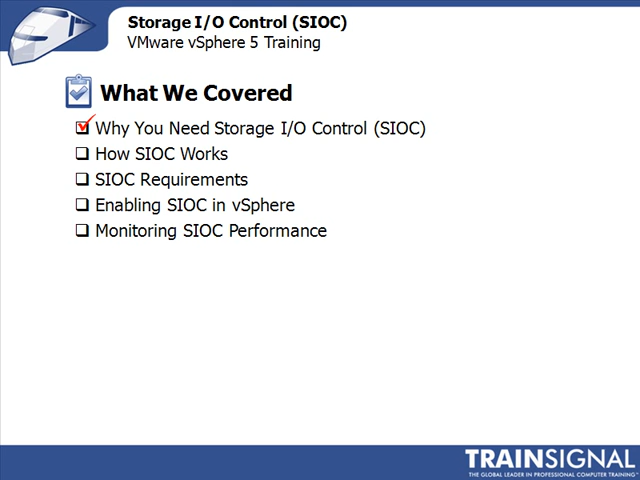 Storage I/O Control (SIOC)
VMware vSphere 5 Training
What We Covered
Why You Need Storage I/O Control (SIOC)
How SIOC Works
SIOC Requirements
Enabling SIOC in vSphere
Monitoring SIOC Performance
TRAINSIGNAL
THE GLOBAL LEADER IN PROFESSIONAL COMPUTER TRAINING